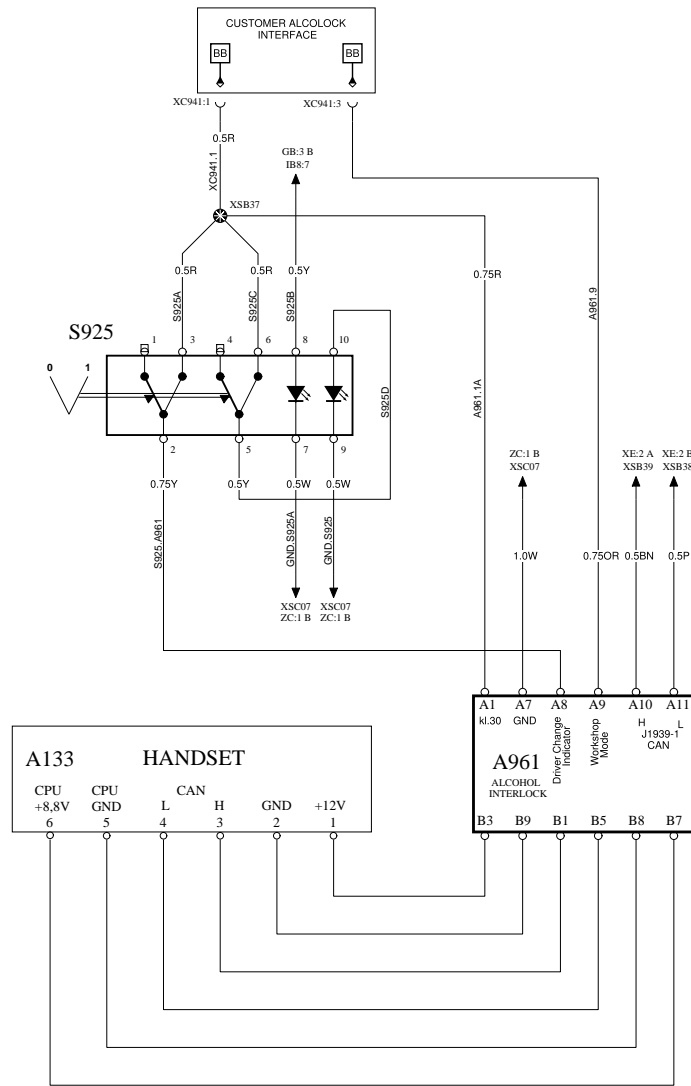 CUSTOMER ALCOLOCK
INTERFACE
BB
BB
XC941:1
XC941:3
0.5R
XC941.1
GB:3 B
IB8:7
XSB37
0.5R
0.5R
0.5Y
0.75R
S925A
S925C
S925B
A961.9
S925
1
3
4
6
8
10
0
1
S925D
A961.1A
2
5
7
9
0.75Y
0.5Y
0.5W
0.5W
ZC:1 B
XSC07
XE:2 A
XSB39
XE:2 B
XSB38
S925.A961
GND.S925A
GND.S925
1.0W
0.75OR
0.5BN
0.5P
XSC07
ZC:1 B
XSC07
ZC:1 B
A1
A7
A8
A9
A10
A11
kl.30
GND
Driver Change
Indicator
Workshop
Mode
H
L
J1939-1
CAN
A961
ALCOHOL
INTERLOCK
B3
B9
B1
B5
B8
B7
A133
HANDSET
CPU
+8,8V
6
CPU
GND
5
CAN
L
4
H
3
GND
2
+12V
1